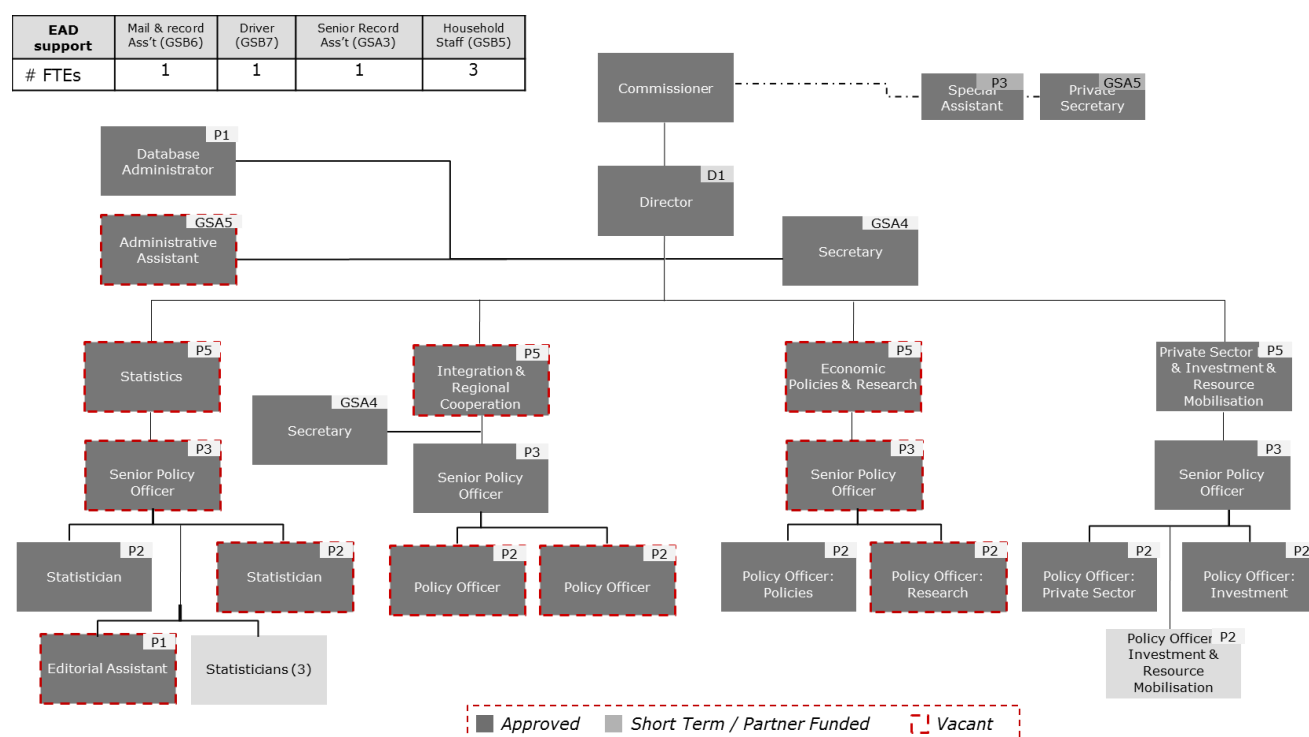 EAD support
Mail & record Ass't (GSB6)
Driver (GSB7)
Senior Record Ass't (GSA3)
Household Staff (GSB5)
# FTEs
1
1
1
3
Commissioner
P3
Special
Assistant
GSA5
Private
Secretary
P1
Database
Administrator
D1
Director
GSA5
Administrative
Assistant
GSA4
Secretary
P5
Statistics
P5
Integration &
Regional
Cooperation
P5
Economic
Policies & Research
P5
Private Sector
& Investment &
Resource
Mobilisation
GSA4
Secretary
P3
Senior Policy
Officer
P3
Senior Policy
Officer
P3
Senior Policy
Officer
P3
Senior Policy
Officer
P2
Statistician
P2
Statistician
P2
Policy Officer
P2
Policy Officer
P2
Policy Officer:
Policies
P2
Policy Officer:
Research
P2
Policy Officer:
Private Sector
P2
Policy Officer:
Investment
P1
Editorial Assistant
Statisticians (3)
P2
Policy Officer
Investment &
Resource
Mobilisation
Approved
Short Term / Partner Funded
Vacant